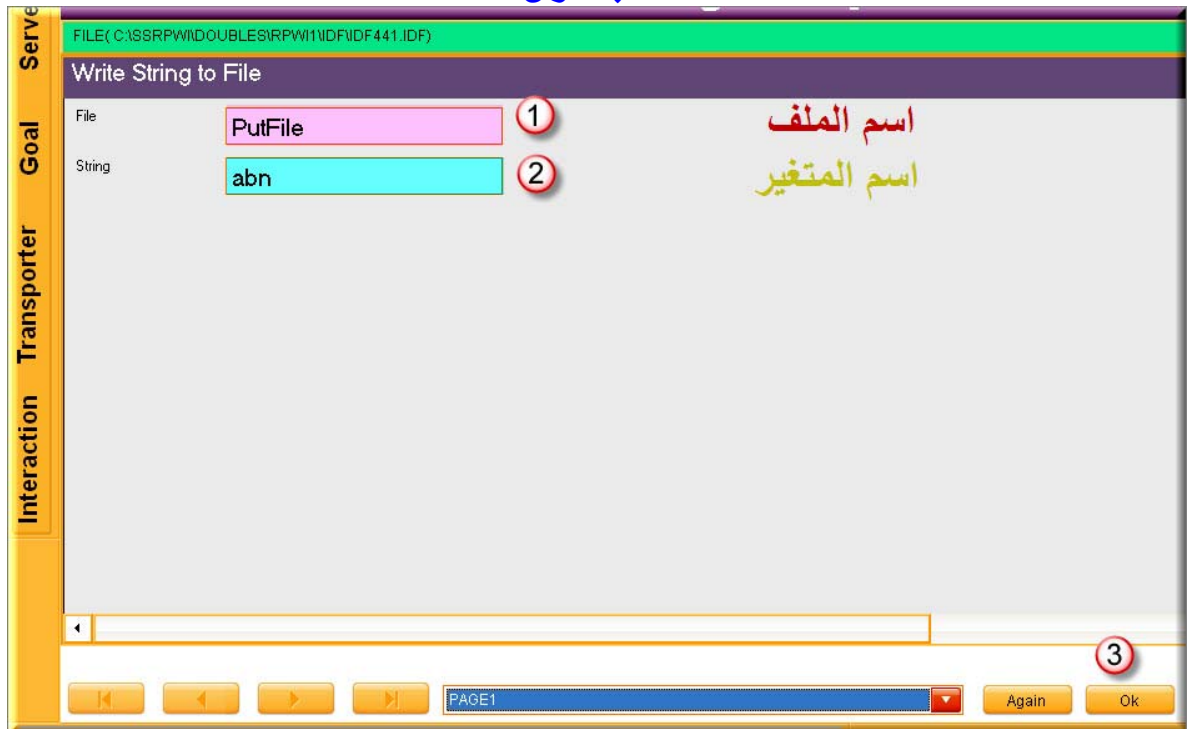 FILE( C:\SSRPWI\DOUBLES\RPWI1\IDF\IDF441.IDF)
Write String to File
File PutFile 1 اسم الملف
String abn 2 اسم المتغير
Serve
Goal
Transporter
Interaction
3
PAGE1 Again Ok